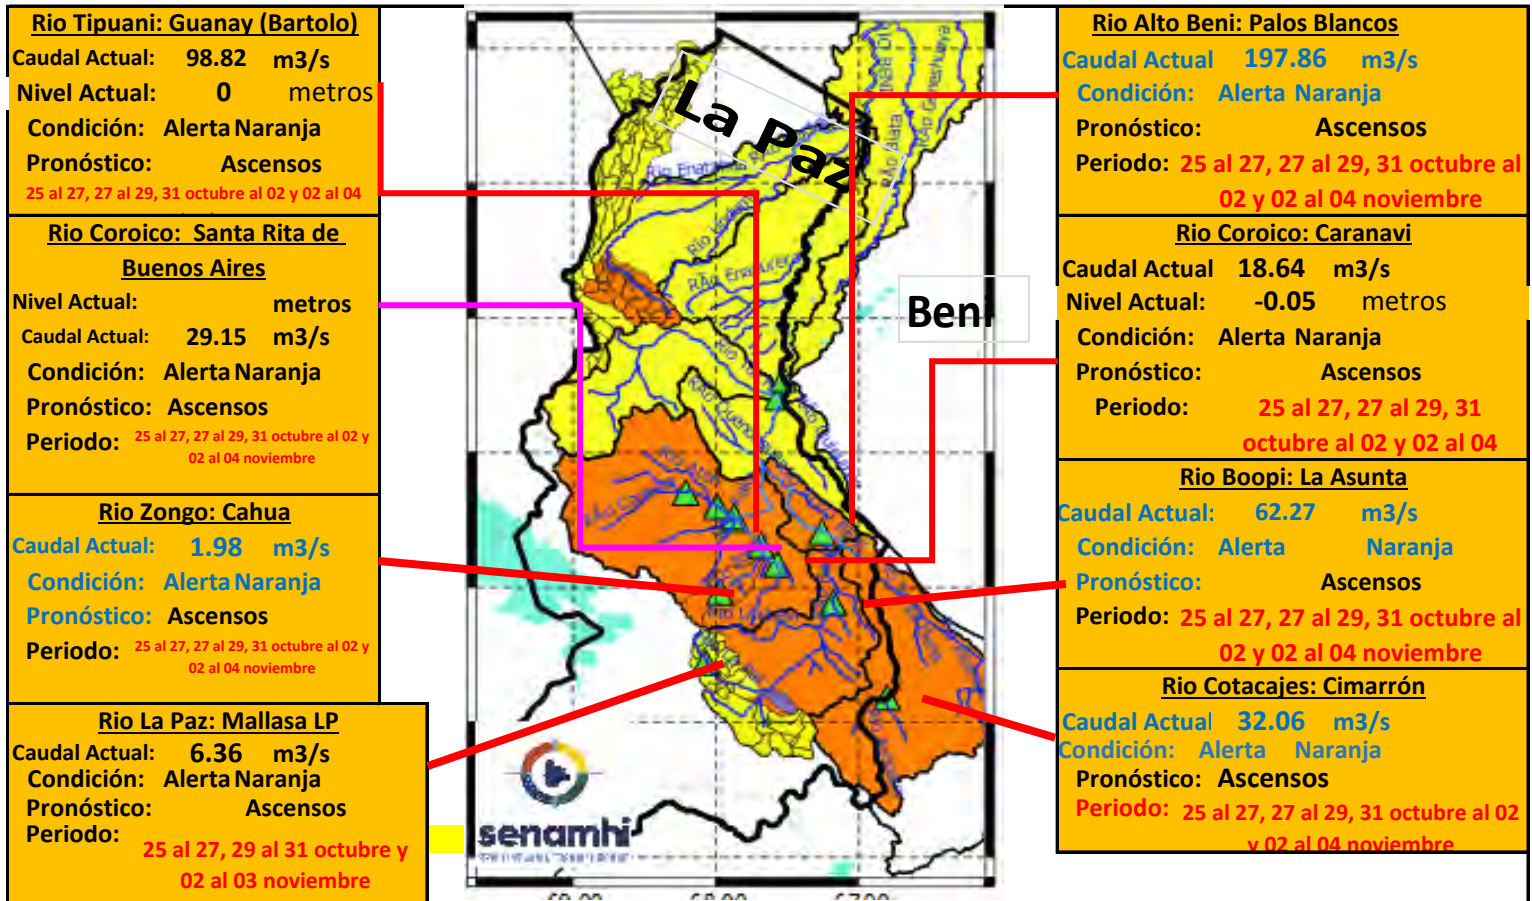 Rio Tipuani: Guanay (Bartolo)
Caudal Actual: 98.82 m3/s
Nivel Actual: 0 metros
Condición: Alerta Naranja
Pronóstico: Ascensos
25 al 27, 27 al 29, 31 octubre al 02 y 02 al 04
Rio Coroico: Santa Rita de
Buenos Aires
Nivel Actual: metros
Caudal Actual: 29.15 m3/s
Condición: Alerta Naranja
Pronóstico: Ascensos
Periodo: 25 al 27, 27 al 29, 31 octubre al 02 y
02 al 04 noviembre
Rio Zongo: Cahua
Caudal Actual: 1.98 m3/s
Condición: Alerta Naranja
Pronóstico: Ascensos
Periodo: 25 al 27, 27 al 29, 31 octubre al 02 y
02 al 04 noviembre
Rio La Paz: Mallasa LP
Caudal Actual: 6.36 m3/s
Condición: Alerta Naranja
Pronóstico: Ascensos
Periodo:
25 al 27, 29 al 31 octubre y
02 al 03 noviembre
La Paz
Beni
senamhi
Rio Alto Beni: Palos Blancos
Caudal Actual 197.86 m3/s
Condición: Alerta Naranja
Pronóstico: Ascensos
Periodo: 25 al 27, 27 al 29, 31 octubre al
02 y 02 al 04 noviembre
Rio Coroico: Caranavi
Caudal Actual 18.64 m3/s
Nivel Actual: -0.05 metros
Condición: Alerta Naranja
Pronóstico: Ascensos
Periodo: 25 al 27, 27 al 29, 31
octubre al 02 y 02 al 04
Rio Boopi: La Asunta
Caudal Actual: 62.27 m3/s
Condición: Alerta Naranja
Pronóstico: Ascensos
Periodo: 25 al 27, 27 al 29, 31 octubre al
02 y 02 al 04 noviembre
Rio Cotacajes: Cimarrón
Caudal Actual 32.06 m3/s
Condición: Alerta Naranja
Pronóstico: Ascensos
Periodo: 25 al 27, 27 al 29, 31 octubre al 02
y 02 al 04 noviembre